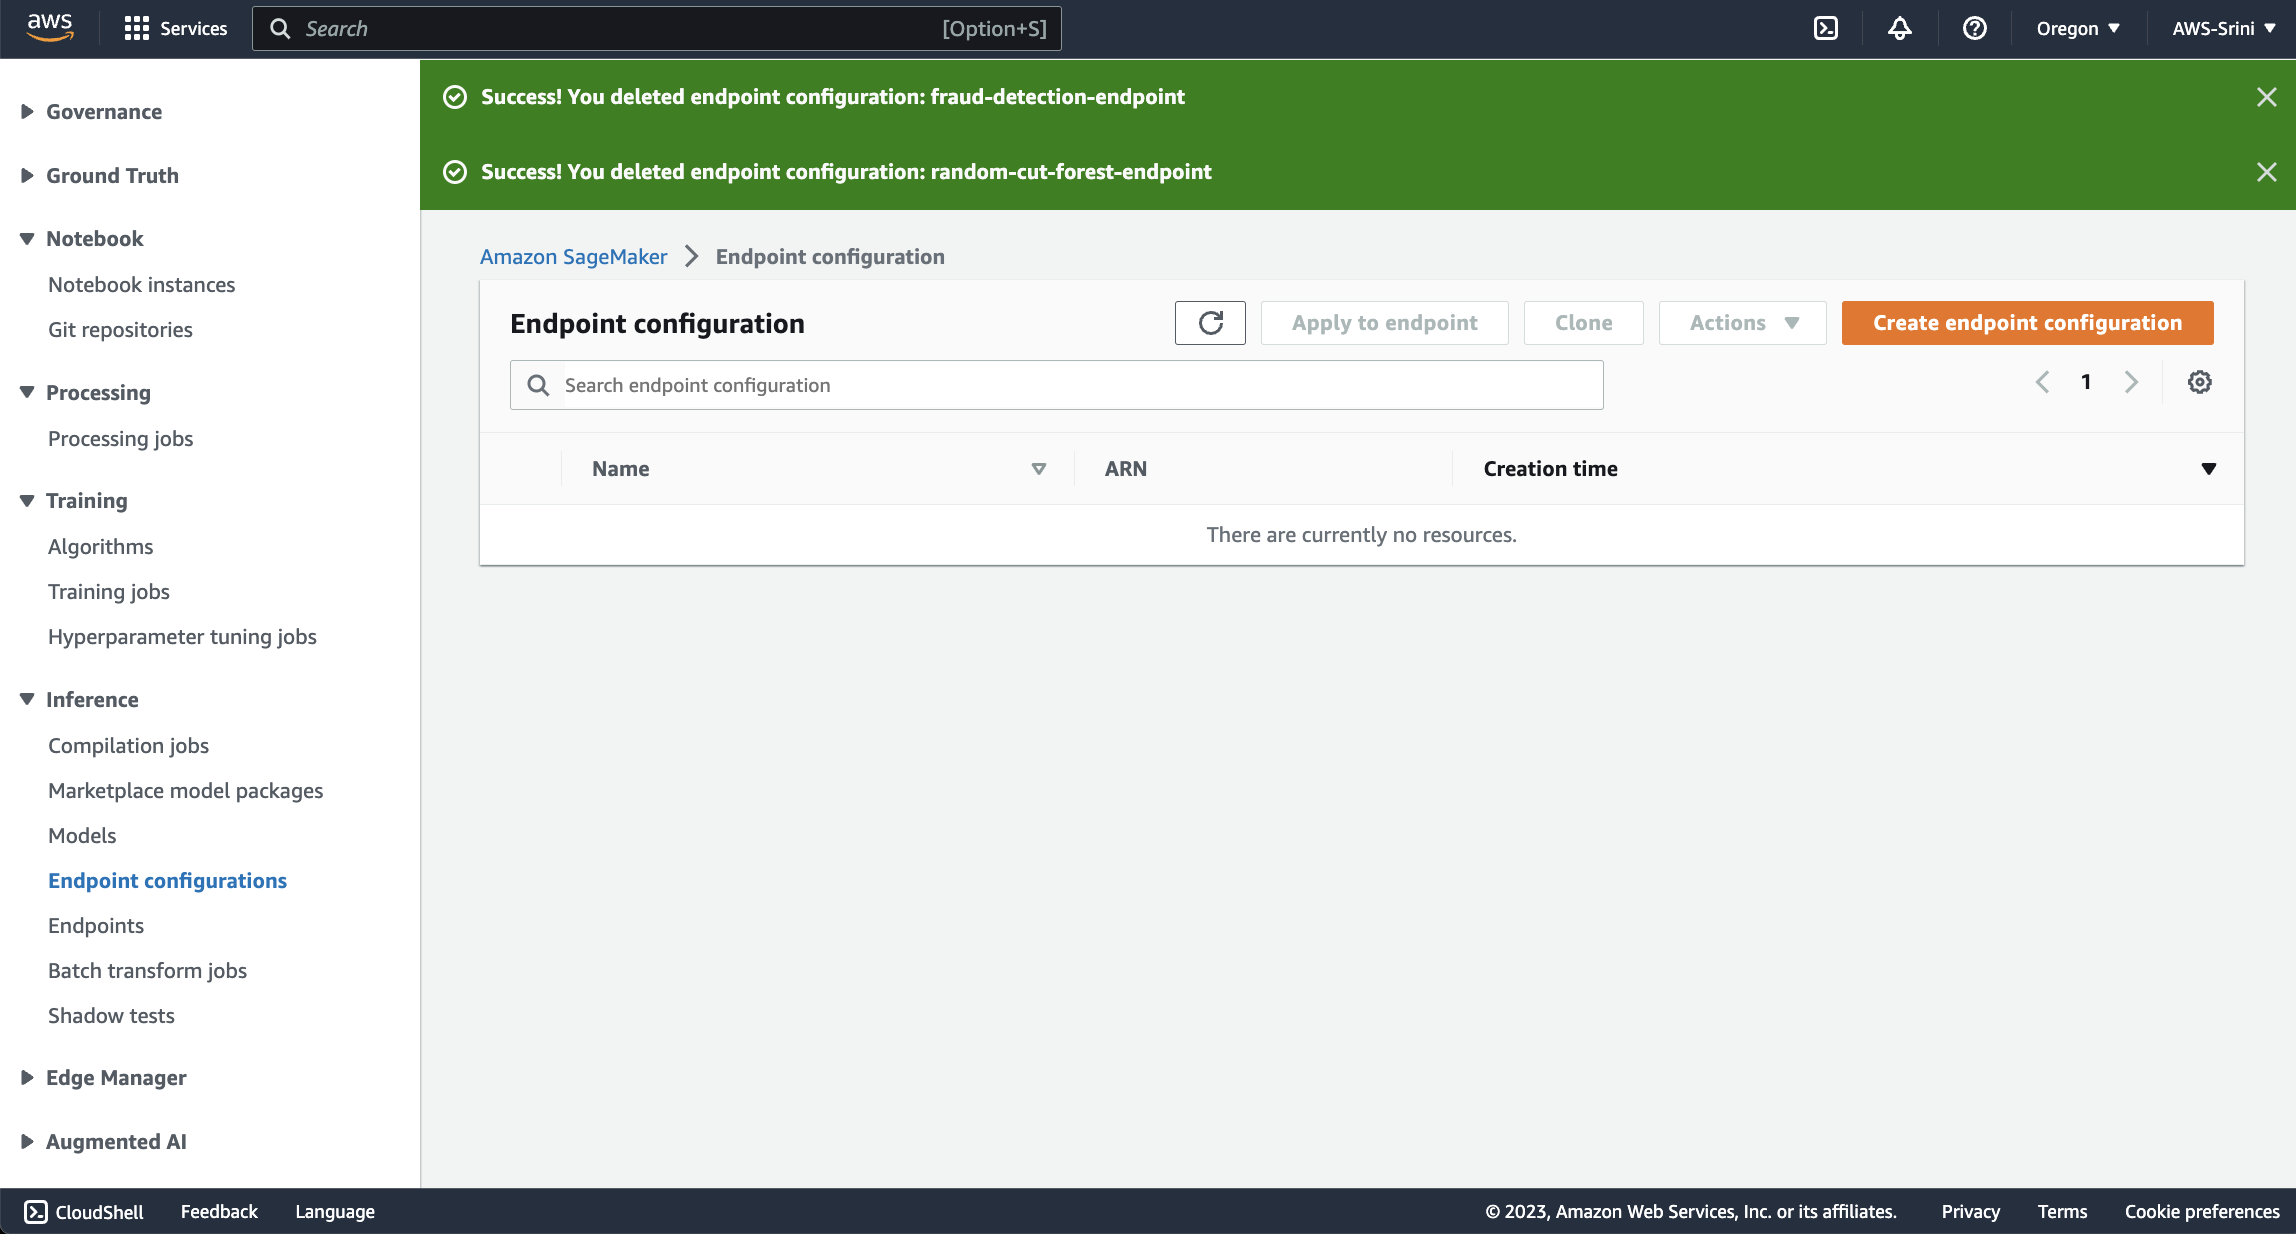 aws
Services
Search [Option+S]
Oregon
AWS-Srini
Governance
Ground Truth
Notebook
Notebook instances
Git repositories
Processing
Processing jobs
Training
Algorithms
Training jobs
Hyperparameter tuning jobs
Inference
Compilation jobs
Marketplace model packages
Models
Endpoint configurations
Endpoints
Batch transform jobs
Shadow tests
Edge Manager
Augmented AI
Success! You deleted endpoint configuration: fraud-detection-endpoint
Success! You deleted endpoint configuration: random-cut-forest-endpoint
Amazon SageMaker
Endpoint configuration
Endpoint configuration
Apply to endpoint
Clone
Actions
Create endpoint configuration
Search endpoint configuration
1
Name
ARN
Creation time
There are currently no resources.
CloudShell
Feedback
Language
© 2023, Amazon Web Services, Inc. or its affiliates.
Privacy
Terms
Cookie preferences